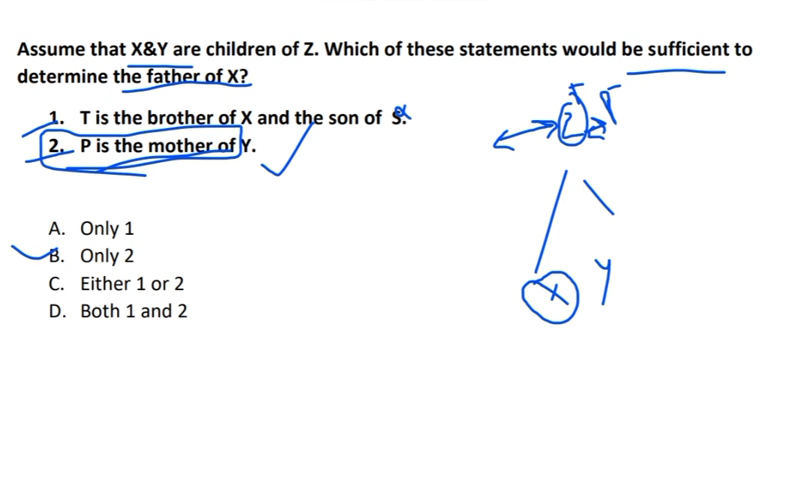 Assume that X&Y are children of Z. Which of these statements would be sufficient to
determine the father of X?
1. T is the brother of X and the son of S.
2. P is the mother of Y.
A. Only 1
B. Only 2
C. Either 1 or 2
D. Both 1 and 2
Z
X Y